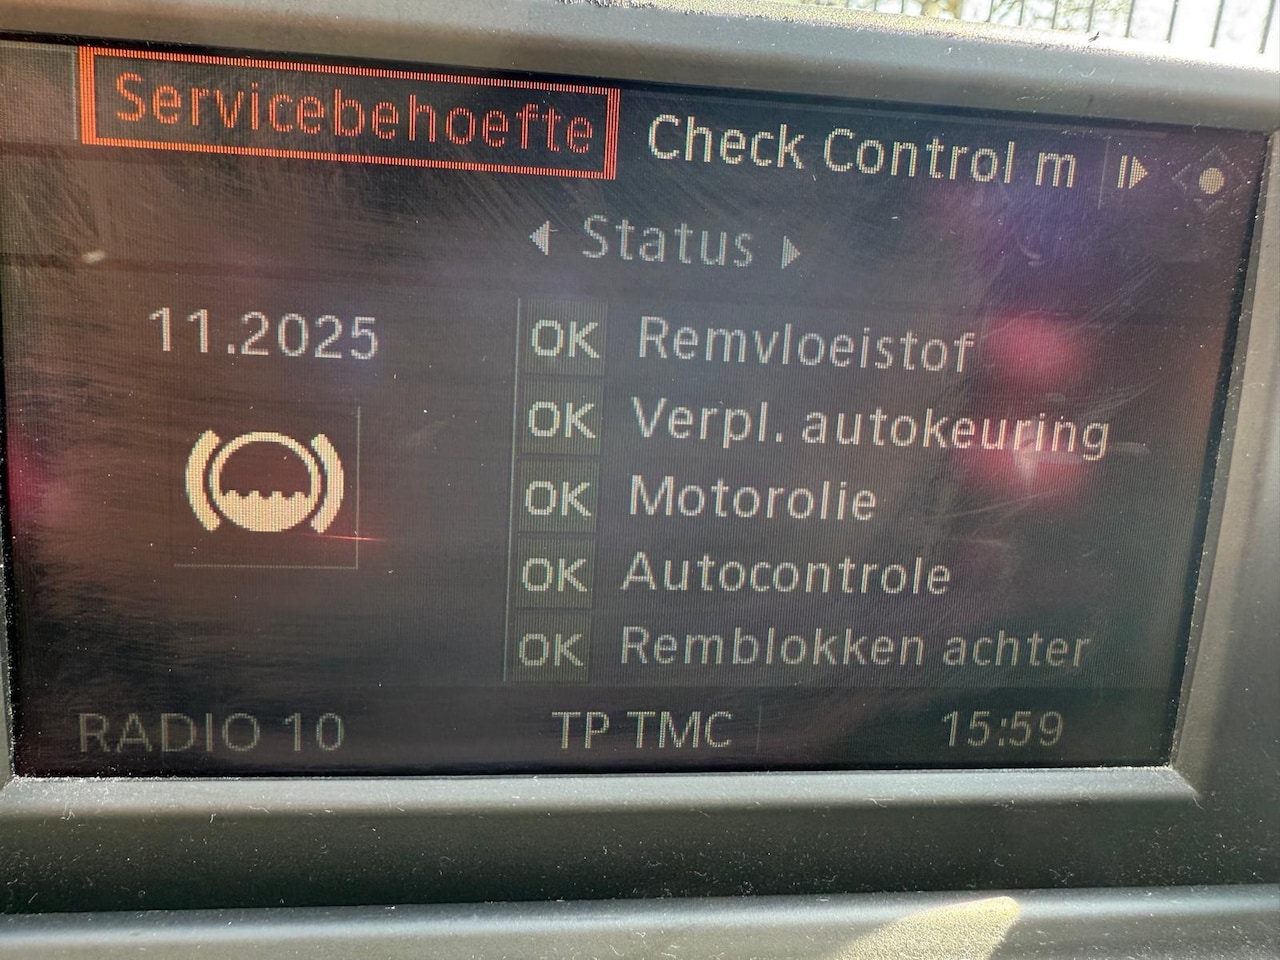 Servicebehoefte Check Control m
Status
11.2025
OK Remvloeistof
OK Verpl. autokeuring
OK Motorolie
OK Autocontrole
OK Remblokken achter
RADIO 10 TP TMC 15:59